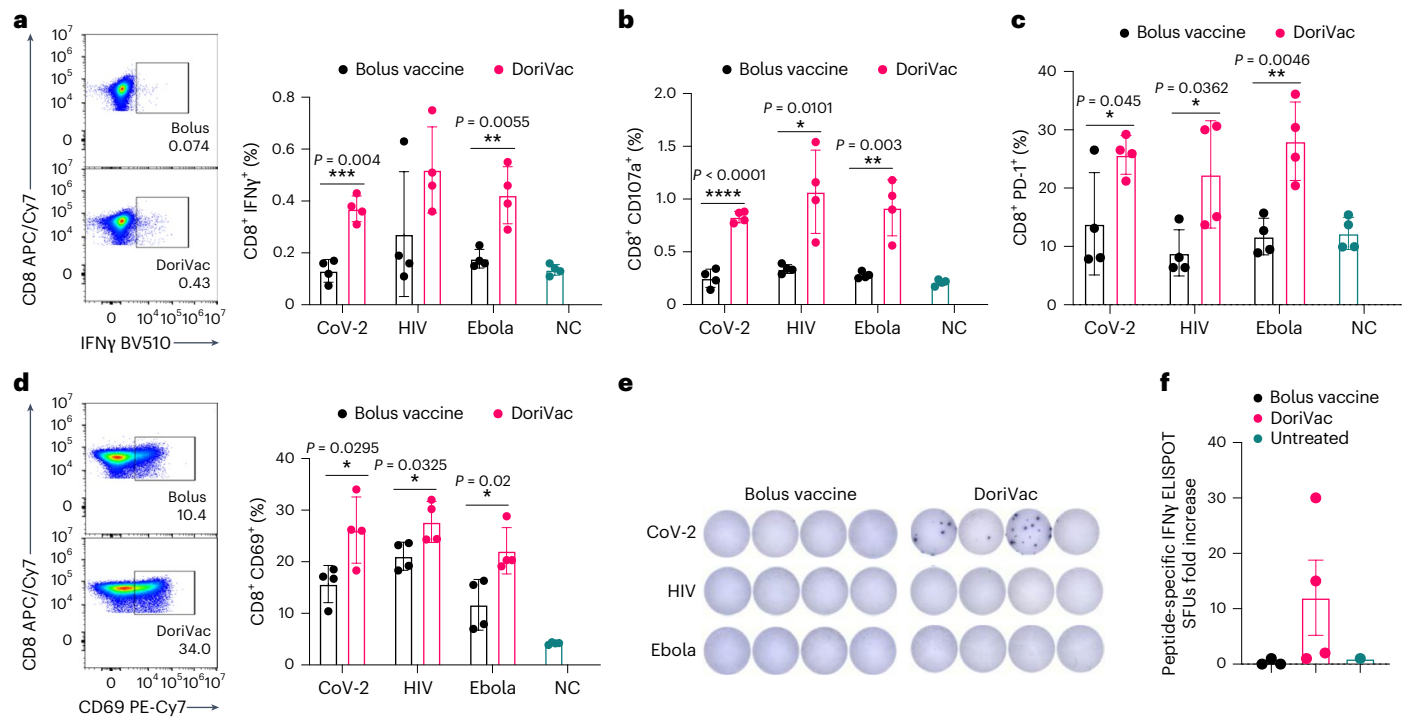 a
10⁷
10⁶
10⁵
10⁴
0
Bolus
0.074
10⁷
10⁶
10⁵
10⁴
0
DoriVac
0.43
0 10⁴10⁵10⁶10⁷
CD8 APC/Cy7
IFNγ BV510
Bolus vaccine DoriVac
CD8⁺ IFNγ⁺ (%)
0.8
0.6
0.4
0.2
0
P = 0.004
***
P = 0.0055
**
CoV-2 HIV Ebola NC
b
Bolus vaccine DoriVac
CD8⁺ CD107a⁺ (%)
2.0
1.5
1.0
0.5
0
P < 0.0001
****
P = 0.0101
*
P = 0.003
**
CoV-2 HIV Ebola NC
c
Bolus vaccine DoriVac
CD8⁺ PD-1⁺ (%)
40
30
20
10
0
P = 0.045
*
P = 0.0362
*
P = 0.0046
**
CoV-2 HIV Ebola NC
d
10⁷
10⁶
10⁵
10⁴
0
Bolus
10.4
10⁷
10⁶
10⁵
10⁴
0
DoriVac
34.0
0 10⁴10⁵10⁶10⁷
CD8 APC/Cy7
CD69 PE-Cy7
Bolus vaccine DoriVac
CD8⁺ CD69⁺ (%)
40
30
20
10
0
P = 0.0295
*
P = 0.0325
*
P = 0.02
*
CoV-2 HIV Ebola NC
e
Bolus vaccine DoriVac
CoV-2
HIV
Ebola
f
Bolus vaccine
DoriVac
Untreated
Peptide-specific IFNγ ELISPOT
SFUs fold increase
40
30
20
10
0